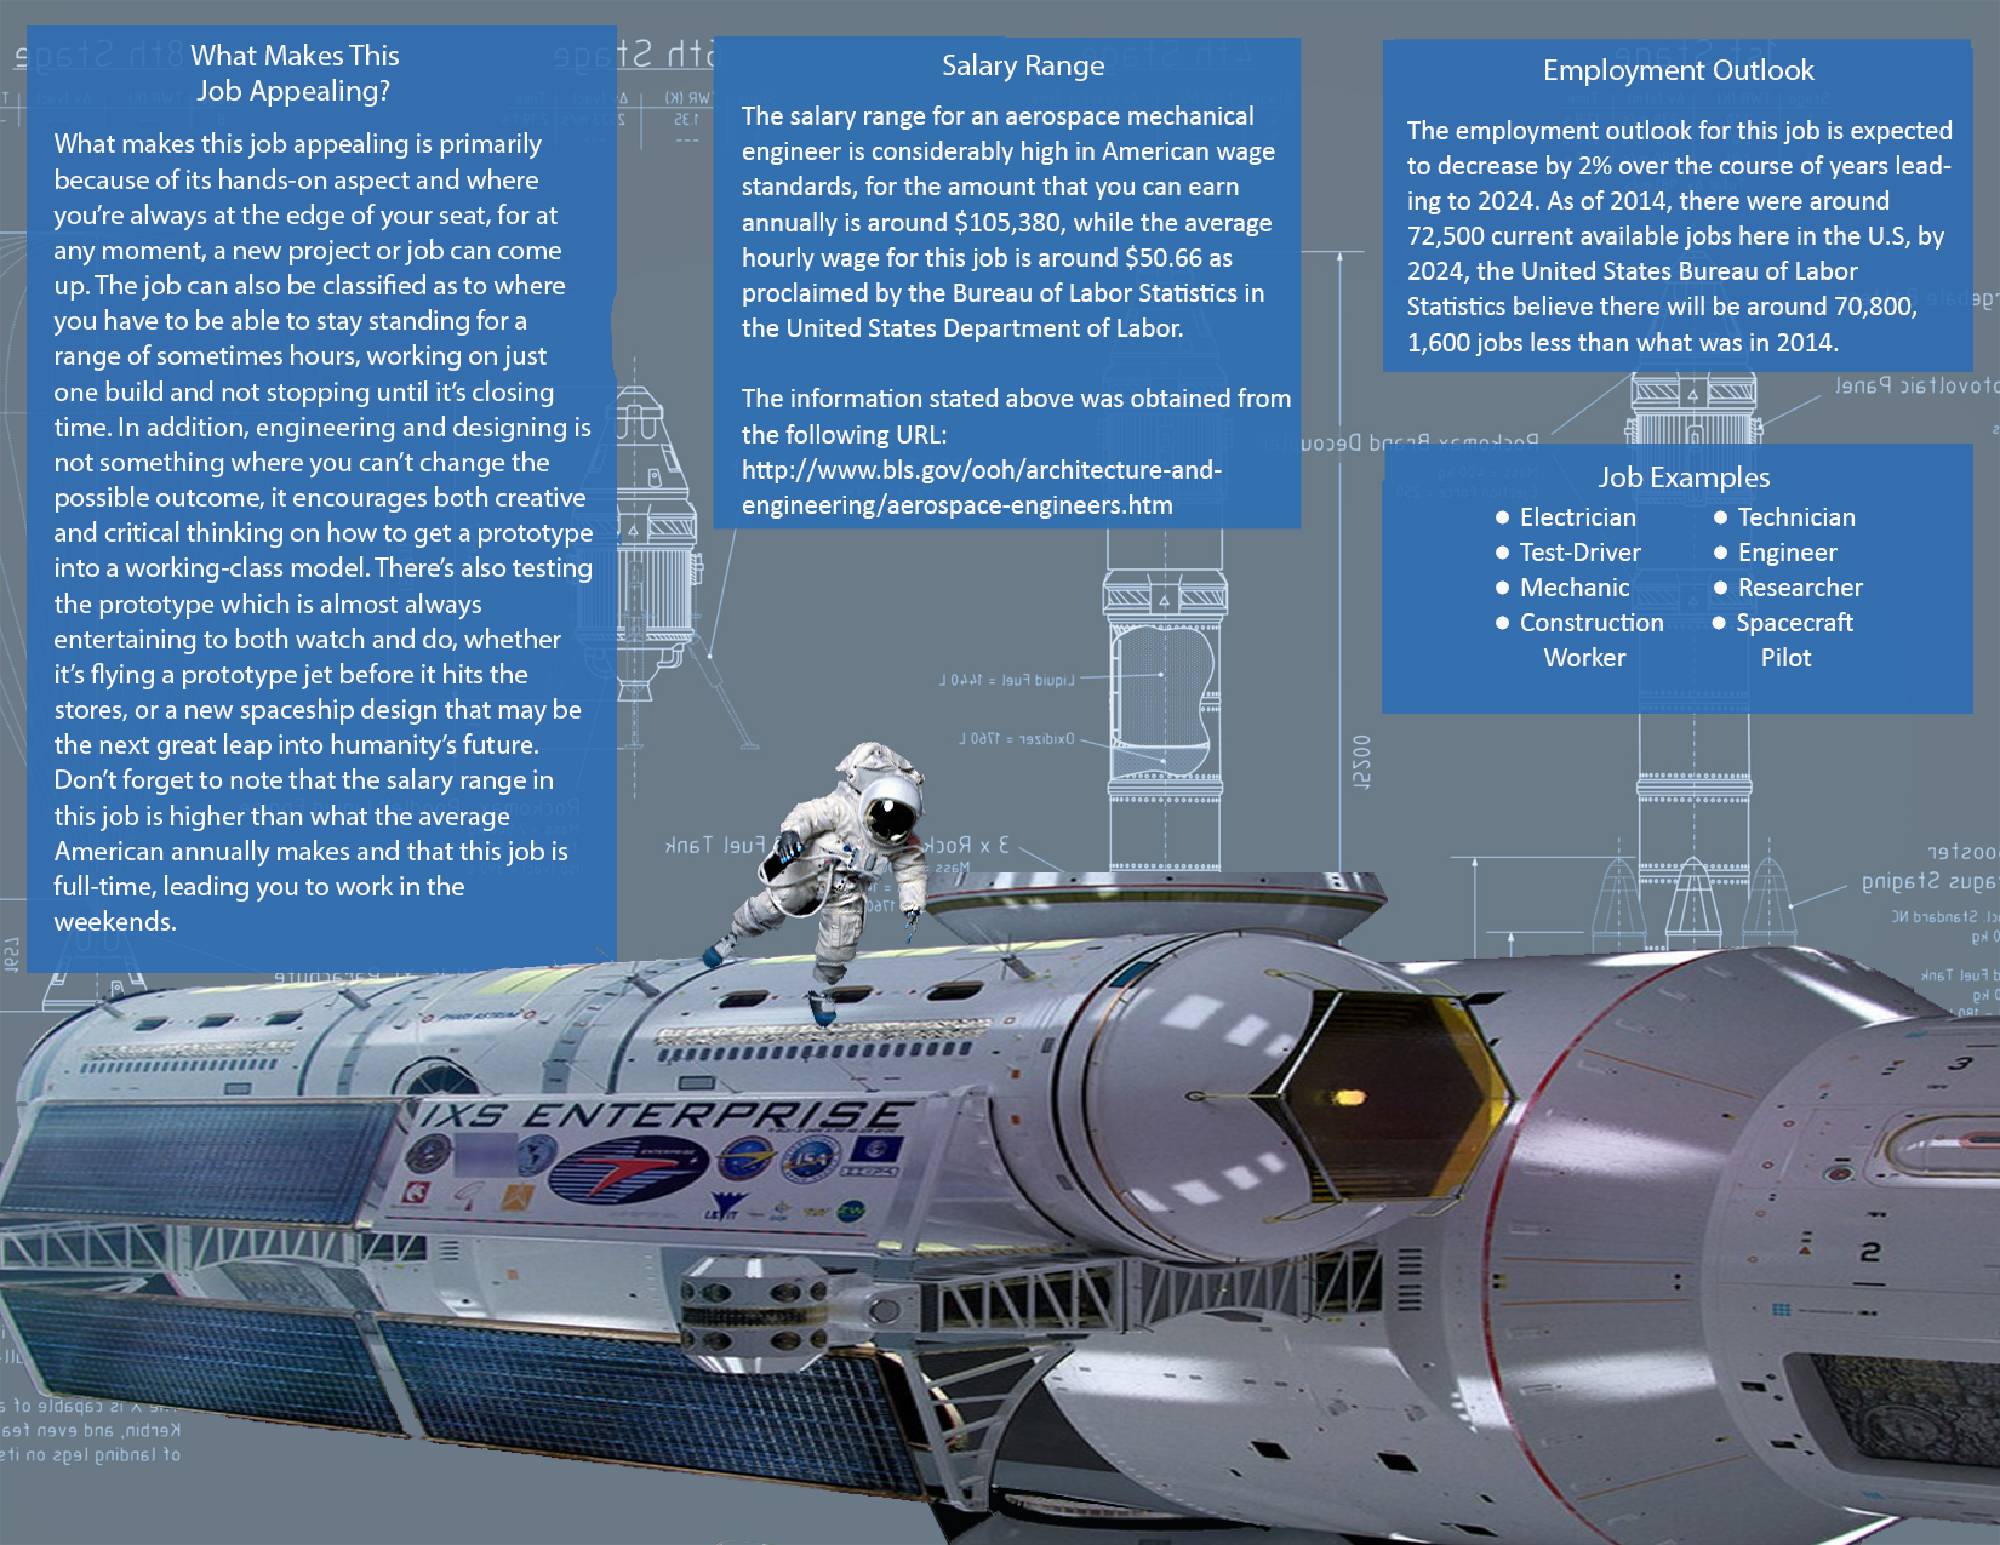 What Makes This
Job Appealing?
What makes this job appealing is primarily
because of its hands-on aspect and where
you're always at the edge of your seat, for at
any moment, a new project or job can come
up. The job can also be classified as to where
you have to be able to stay standing for a
range of sometimes hours, working on just
one build and not stopping until it's closing
time. In addition, engineering and designing is
not something where you can't change the
possible outcome, it encourages both creative
and critical thinking on how to get a prototype
into a working-class model. There's also testing
the prototype which is almost always
entertaining to both watch and do, whether
it's flying a prototype jet before it hits the
stores, or a new spaceship design that may be
the next great leap into humanity's future.
Don't forget to note that the salary range in
this job is higher than what the average
American annually makes and that this job is
full-time, leading you to work in the
weekends.
Salary Range
The salary range for an aerospace mechanical
engineer is considerably high in American wage
standards, for the amount that you can earn
annually is around $105,380, while the average
hourly wage for this job is around $50.66 as
proclaimed by the Bureau of Labor Statistics in
the United States Department of Labor.
The information stated above was obtained from
the following URL:
http://www.bls.gov/ooh/architecture-and-
engineering/aerospace-engineers.htm
Employment Outlook
The employment outlook for this job is expected
to decrease by 2% over the course of years lead-
ing to 2024. As of 2014, there were around
72,500 current available jobs here in the U.S, by
2024, the United States Bureau of Labor
Statistics believe there will be around 70,800,
1,600 jobs less than what was in 2014.
Job Examples
● Electrician ● Technician
● Test-Driver ● Engineer
● Mechanic ● Researcher
● Construction ● Spacecraft
Worker Pilot
Liquid Fuel = 1440 L
Oxidizer = 1760 L
15200
3 x Rock Fuel Tank
1657
IXS ENTERPRISE
ENTERPRISE
3
2